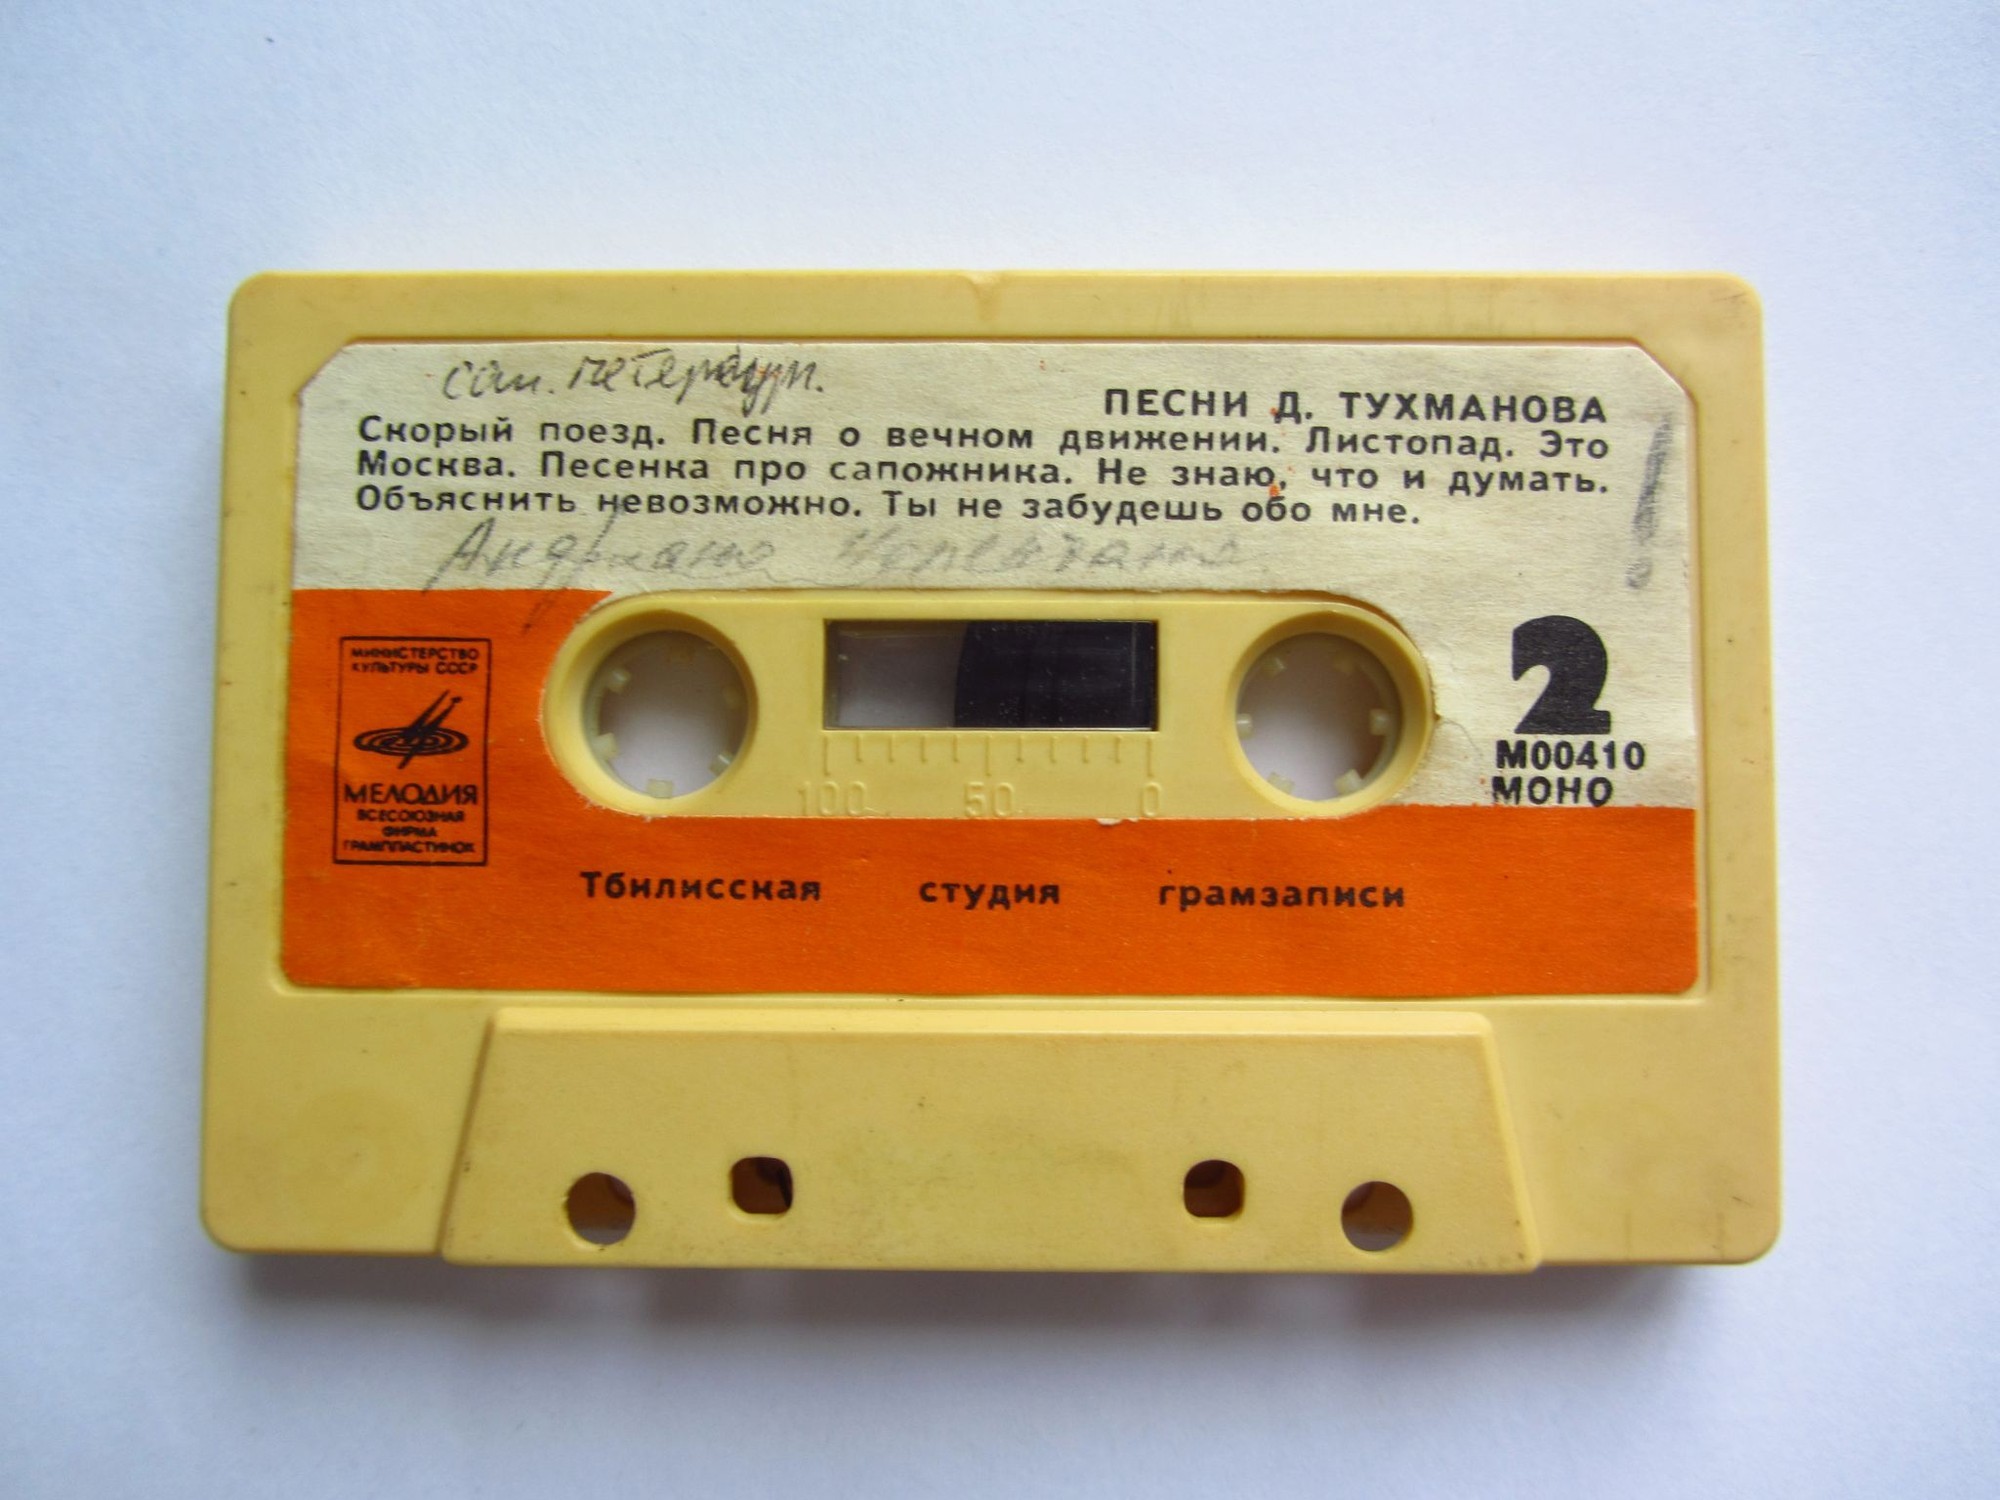 сан. петербург.
ПЕСНИ Д. ТУХМАНОВА
Скорый поезд. Песня о вечном движении. Листопад. Это
Москва. Песенка про сапожника. Не знаю, что и думать.
Объяснить невозможно. Ты не забудешь обо мне.
МИНИСТЕРСТВО
КУЛЬТУРЫ СССР
МЕЛОДИЯ
ВСЕСОЮЗНАЯ
ФИРМА
ГРАМПЛАСТИНОК
2
М00410
МОНО
100 50 0
Тбилисская студия грамзаписи